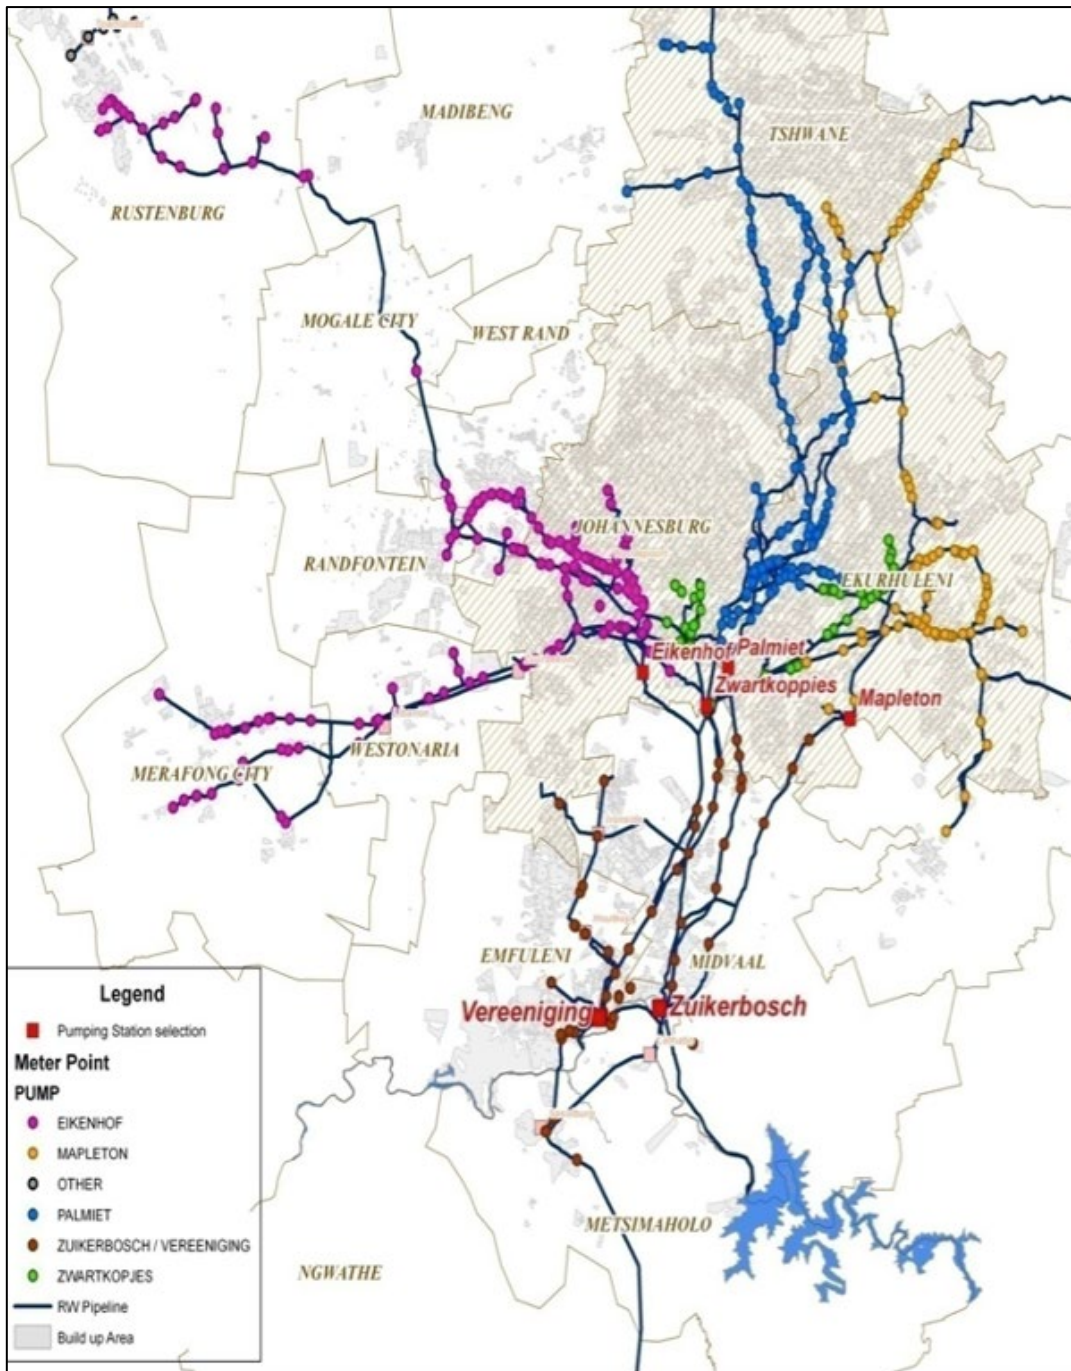 MADIBENG
TSHWANE
RUSTENBURG
MOGALE CITY
WEST RAND
JOHANNESBURG
RANDFONTEIN
EKURHULENI
Eikenhof
Palmiet
Zwartkoppies
Mapleton
WESTONARIA
MERAFONG CITY
EMFULENI
MIDVAAL
Vereeniging
Zuikerbosch
METSIMAHOLO
NGWATHE
Legend
Pumping Station selection
Meter Point
PUMP
EIKENHOF
MAPLETON
OTHER
PALMIET
ZUIKERBOSCH / VEREENIGING
ZWARTKOPJES
RW Pipeline
Build up Area